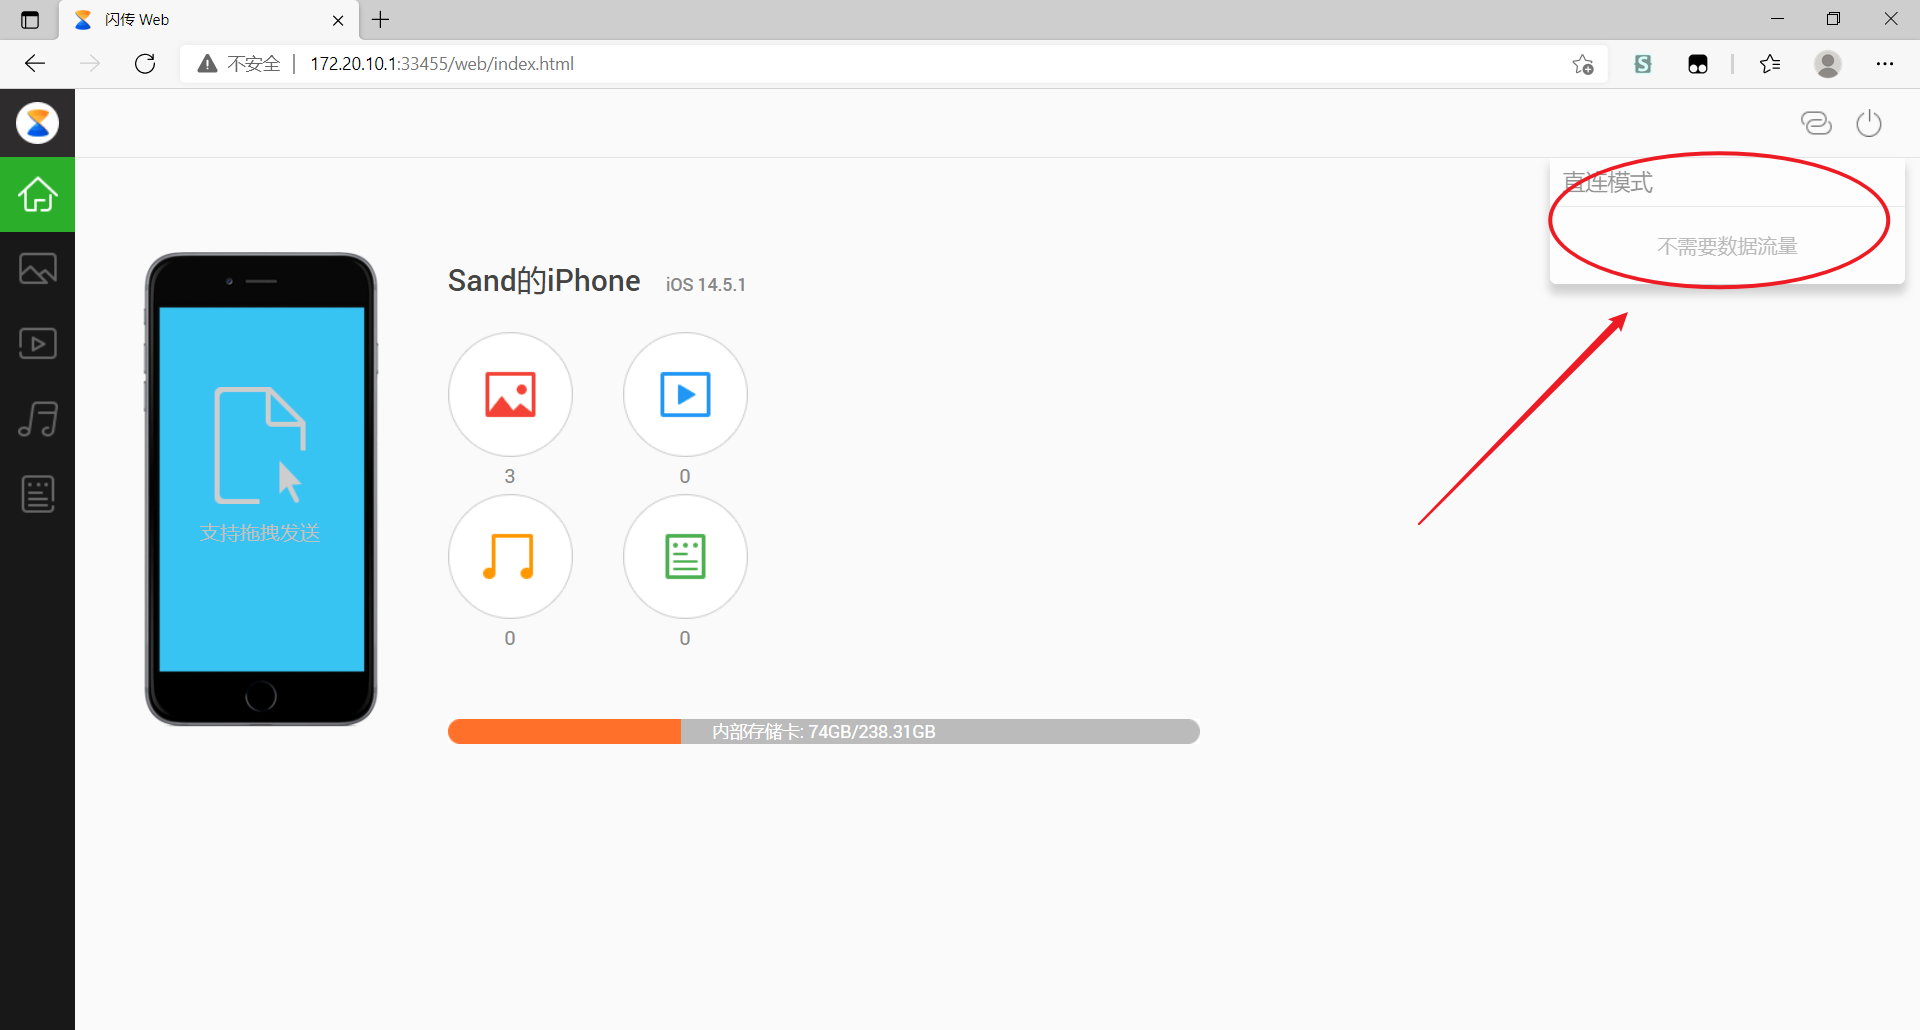 闪传 Web
不安全
172.20.10.1:33455/web/index.html
直连模式
不需要数据流量
Sand的iPhone iOS 14.5.1
支持拖拽发送
3
0
0
0
内部存储卡: 74GB/238.31GB